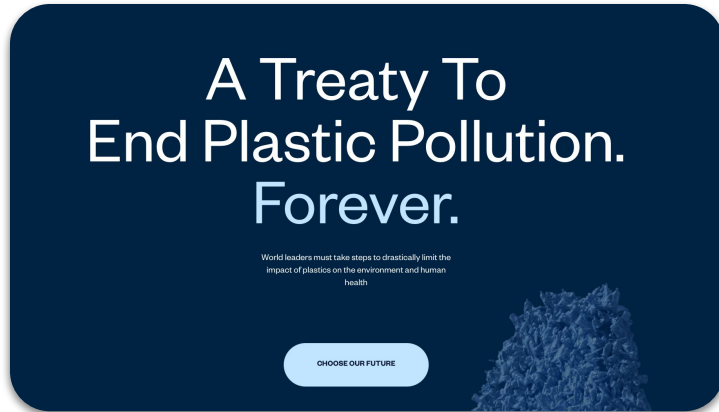 A Treaty To
End Plastic Pollution.
Forever.
World leaders must take steps to drastically limit the
impact of plastics on the environment and human
health
CHOOSE OUR FUTURE